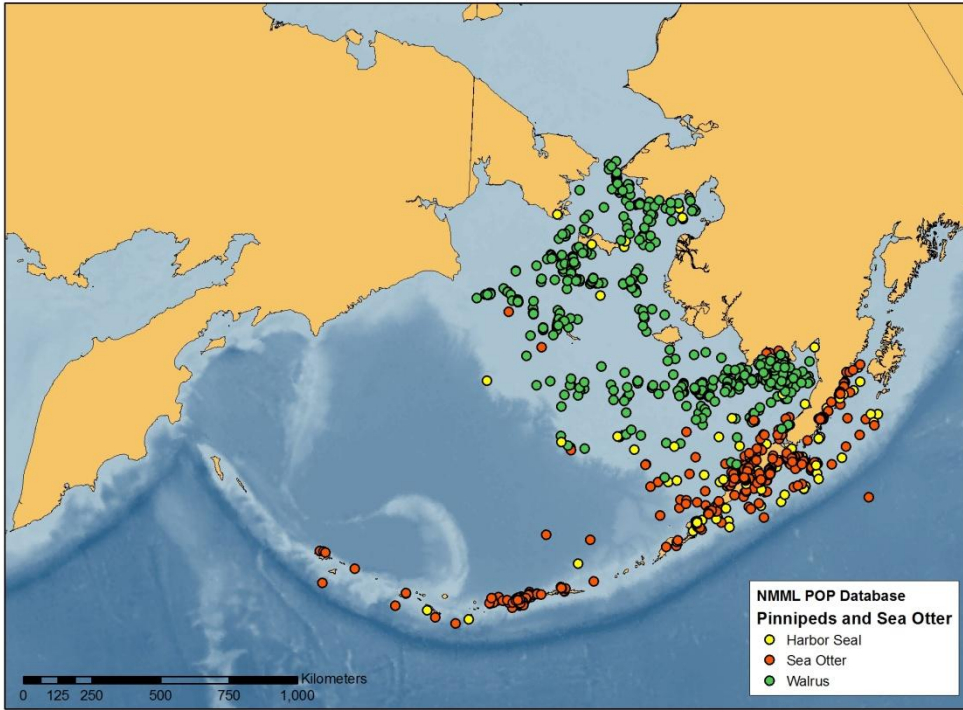 NMML POP Database
Pinnipeds and Sea Otter
Harbor Seal
Sea Otter
Walrus
Kilometers
0 125 250 500 750 1,000